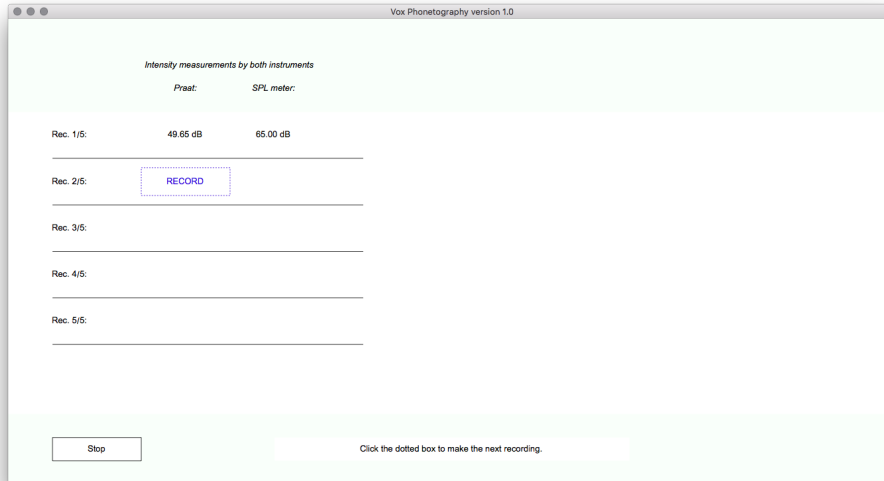 Vox Phonetography version 1.0
Intensity measurements by both instruments
Praat: SPL meter:
Rec. 1/5: 49.65 dB 65.00 dB
Rec. 2/5: RECORD
Rec. 3/5:
Rec. 4/5:
Rec. 5/5:
Stop Click the dotted box to make the next recording.